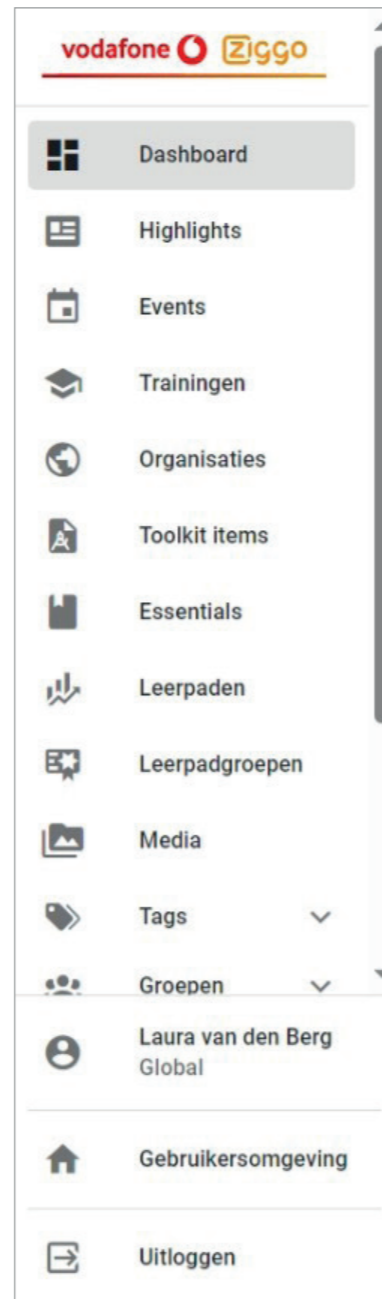 vodafone ziggo
Dashboard
Highlights
Events
Trainingen
Organisaties
Toolkit items
Essentials
Leerpaden
Leerpadgroepen
Media
Tags
Groepen
Laura van den Berg
Global
Gebruikersomgeving
Uitloggen